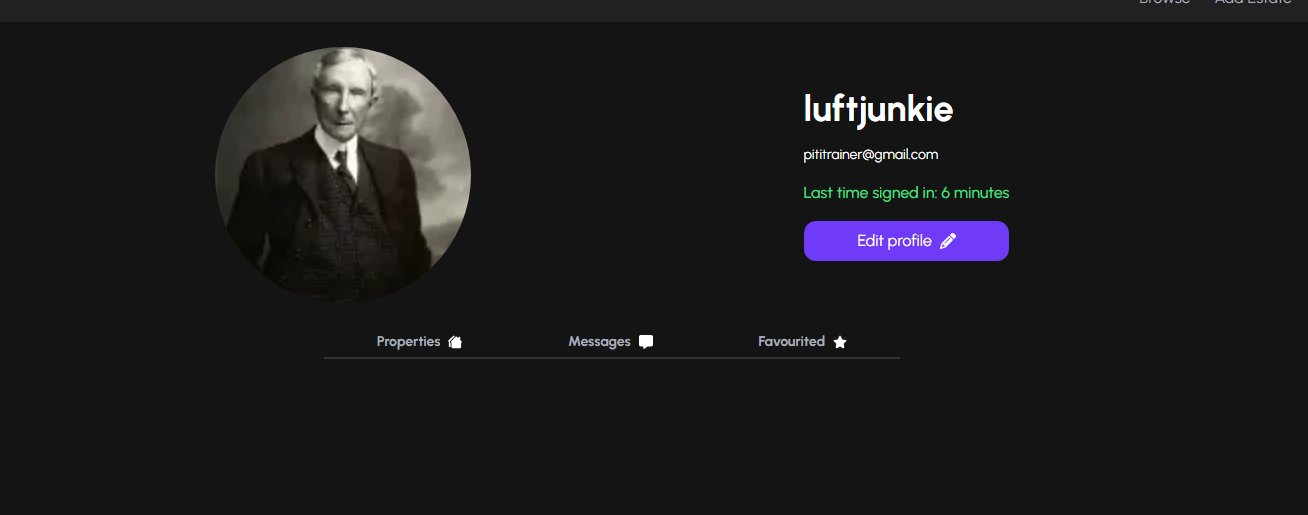 Browse Add Estate
luftjunkie
pititrainer@gmail.com
Last time signed in: 6 minutes
Edit profile
Properties Messages Favourited